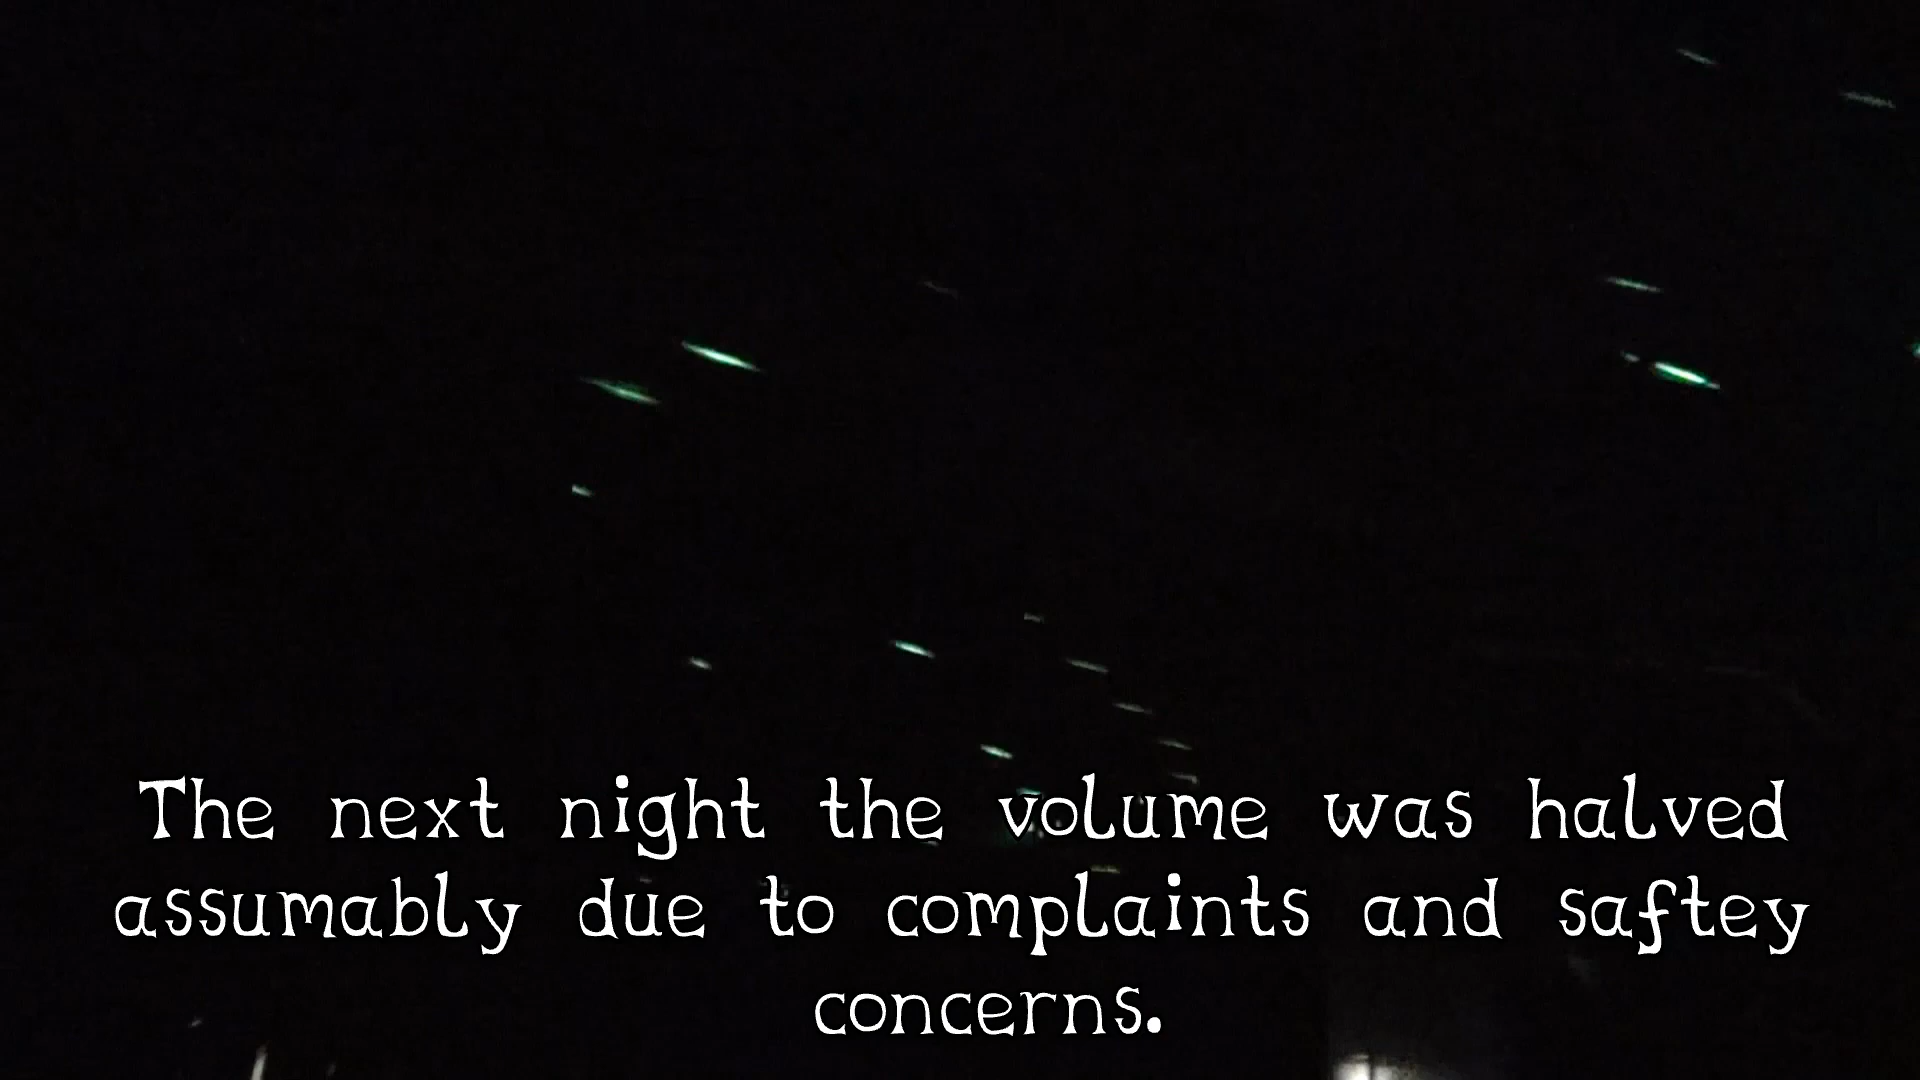 The next night the volume was halved
assumably due to complaints and saftey
concerns.